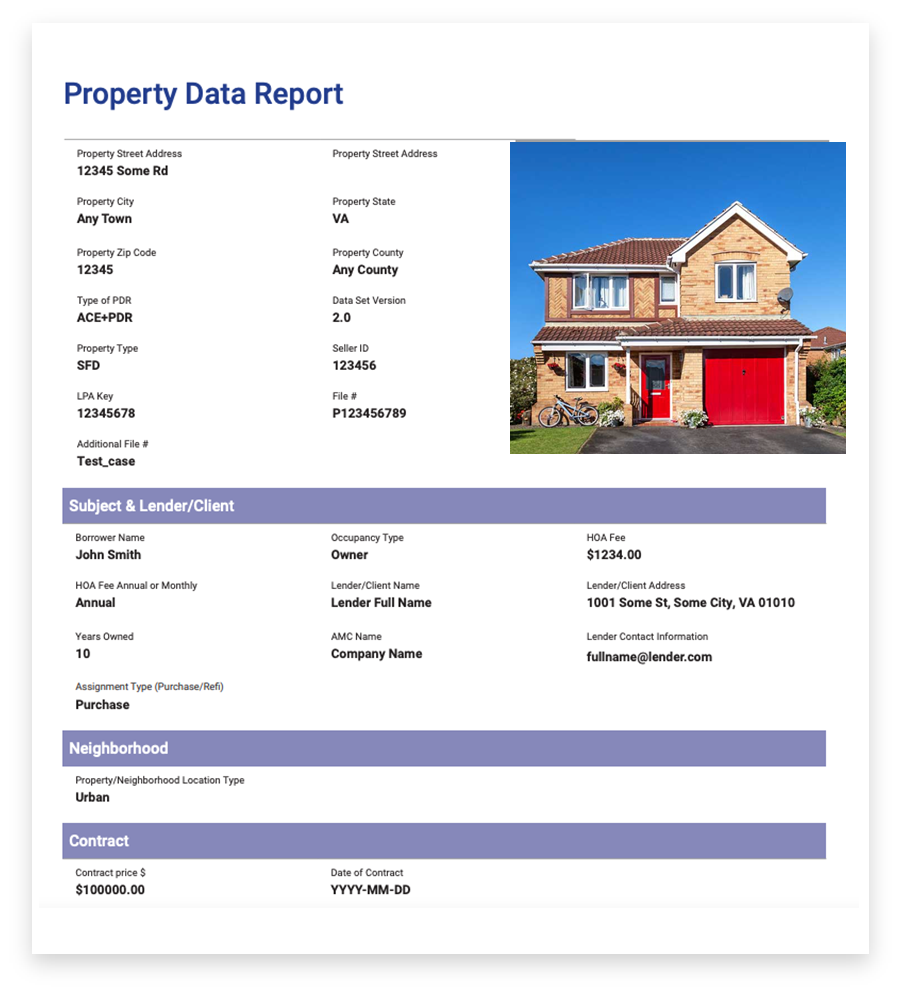 Property Data Report
Property Street Address
Property Street Address
12345 Some Rd
Property City
Property State
Any Town
VA
Property Zip Code
Property County
12345
Any County
Type of PDR
Data Set Version
ACE+PDR
2.0
Property Type
Seller ID
SFD
123456
LPA Key
File #
12345678
P123456789
Additional File #
Test_case
Subject & Lender/Client
Borrower Name
Occupancy Type
HOA Fee
John Smith
Owner
$1234.00
HOA Fee Annual or Monthly
Lender/Client Name
Lender/Client Address
Annual
Lender Full Name
1001 Some St, Some City, VA 01010
Years Owned
AMC Name
Lender Contact Information
10
Company Name
fullname@lender.com
Assignment Type (Purchase/Refi)
Purchase
Neighborhood
Property/Neighborhood Location Type
Urban
Contract
Contract price $
Date of Contract
$100000.00
YYYY-MM-DD